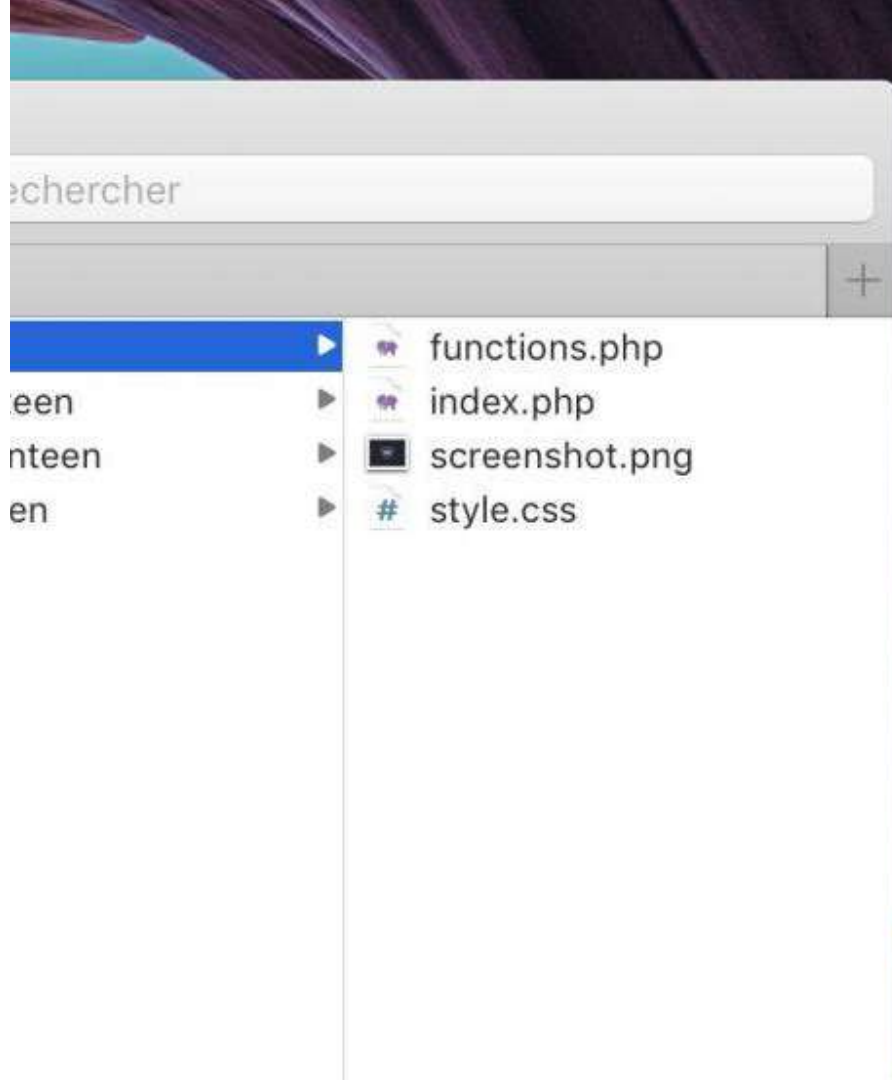 echercher
functions.php
een index.php
nteen screenshot.png
en style.css